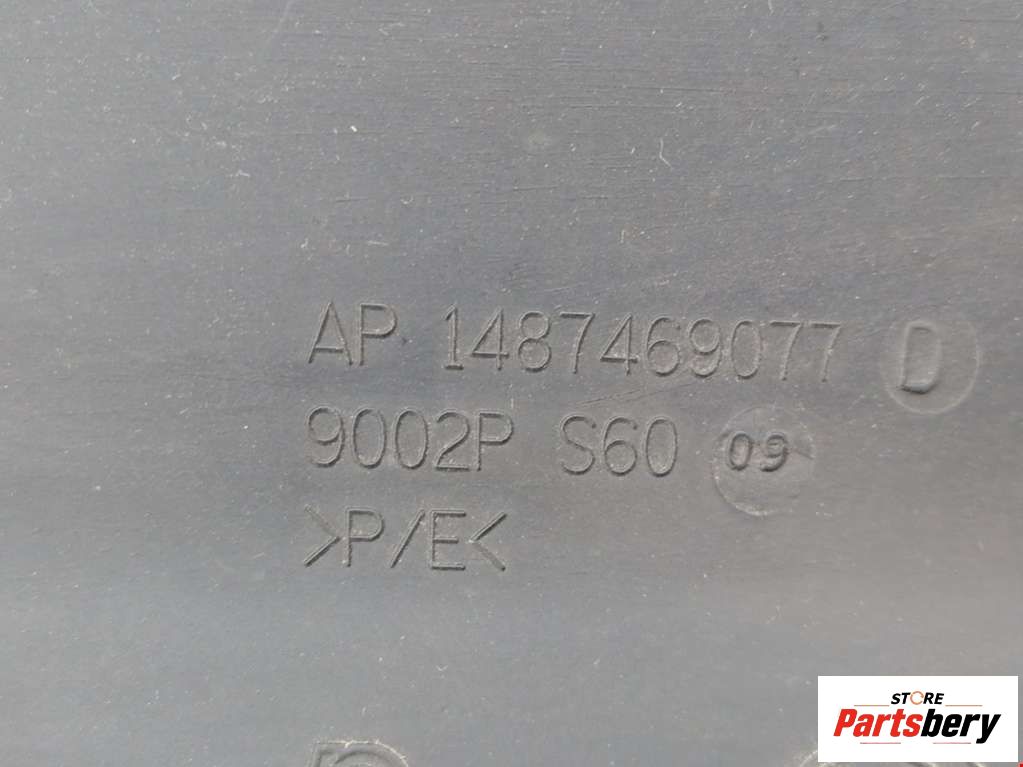 AP 1487469077 D
9002P S60 09
>P/E<
STORE
Partsbery